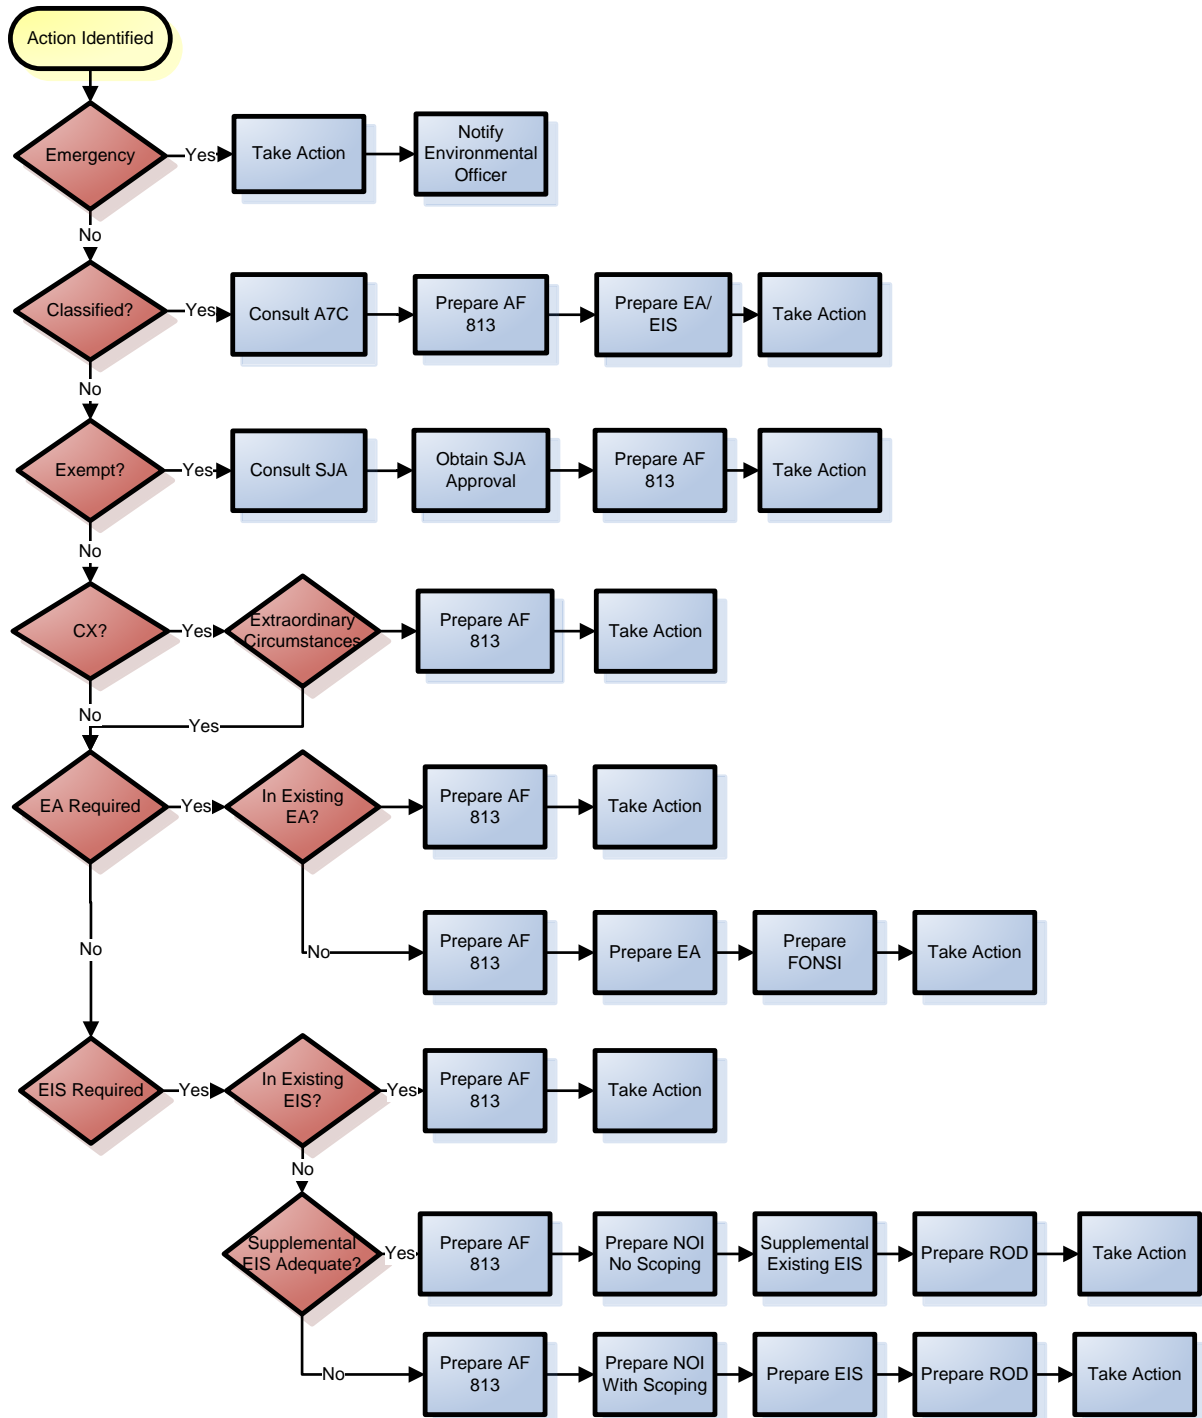 Action Identified
Emergency
Yes
Take Action
Notify
Environmental
Officer
No
Classified?
Yes
Consult A7C
Prepare AF
813
Prepare EA/
EIS
Take Action
No
Exempt?
Yes
Consult SJA
Obtain SJA
Approval
Prepare AF
813
Take Action
No
CX?
Yes
Extraordinary
Circumstances
Prepare AF
813
Take Action
No
Yes
EA Required
Yes
In Existing
EA?
Prepare AF
813
Take Action
No
No
Prepare AF
813
Prepare EA
Prepare
FONSI
Take Action
EIS Required
Yes
In Existing
EIS?
Yes
Prepare AF
813
Take Action
No
Supplemental
EIS Adequate?
Yes
Prepare AF
813
Prepare NOI
No Scoping
Supplemental
Existing EIS
Prepare ROD
Take Action
No
Prepare AF
813
Prepare NOI
With Scoping
Prepare EIS
Prepare ROD
Take Action